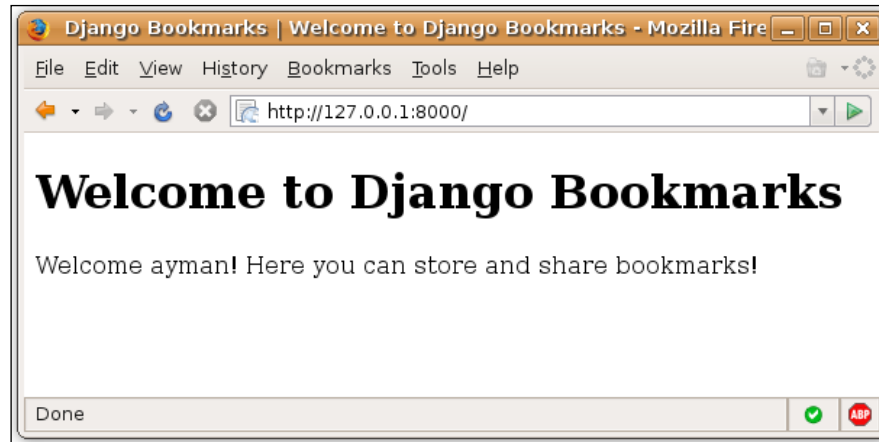 Django Bookmarks | Welcome to Django Bookmarks - Mozilla Fire
File Edit View History Bookmarks Tools Help
http://127.0.0.1:8000/
Welcome to Django Bookmarks
Welcome ayman! Here you can store and share bookmarks!
Done
ABP